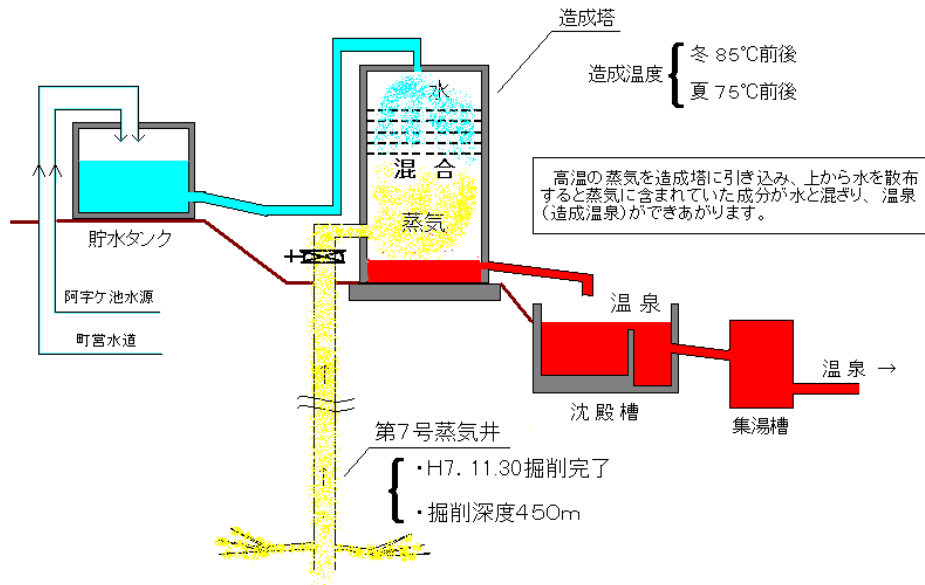 造成塔
造成温度
冬 85℃前後
夏 75℃前後
水
混合
蒸気
高温の蒸気を造成塔に引き込み、上から水を散布
すると蒸気に含まれていた成分が水と混ざり、温泉
(造成温泉)ができあがります。
貯水タンク
阿字ケ池水源
町営水道
温泉
温泉 →
沈殿槽
集湯槽
第7号蒸気井
・H7. 11.30掘削完了
・掘削深度450m